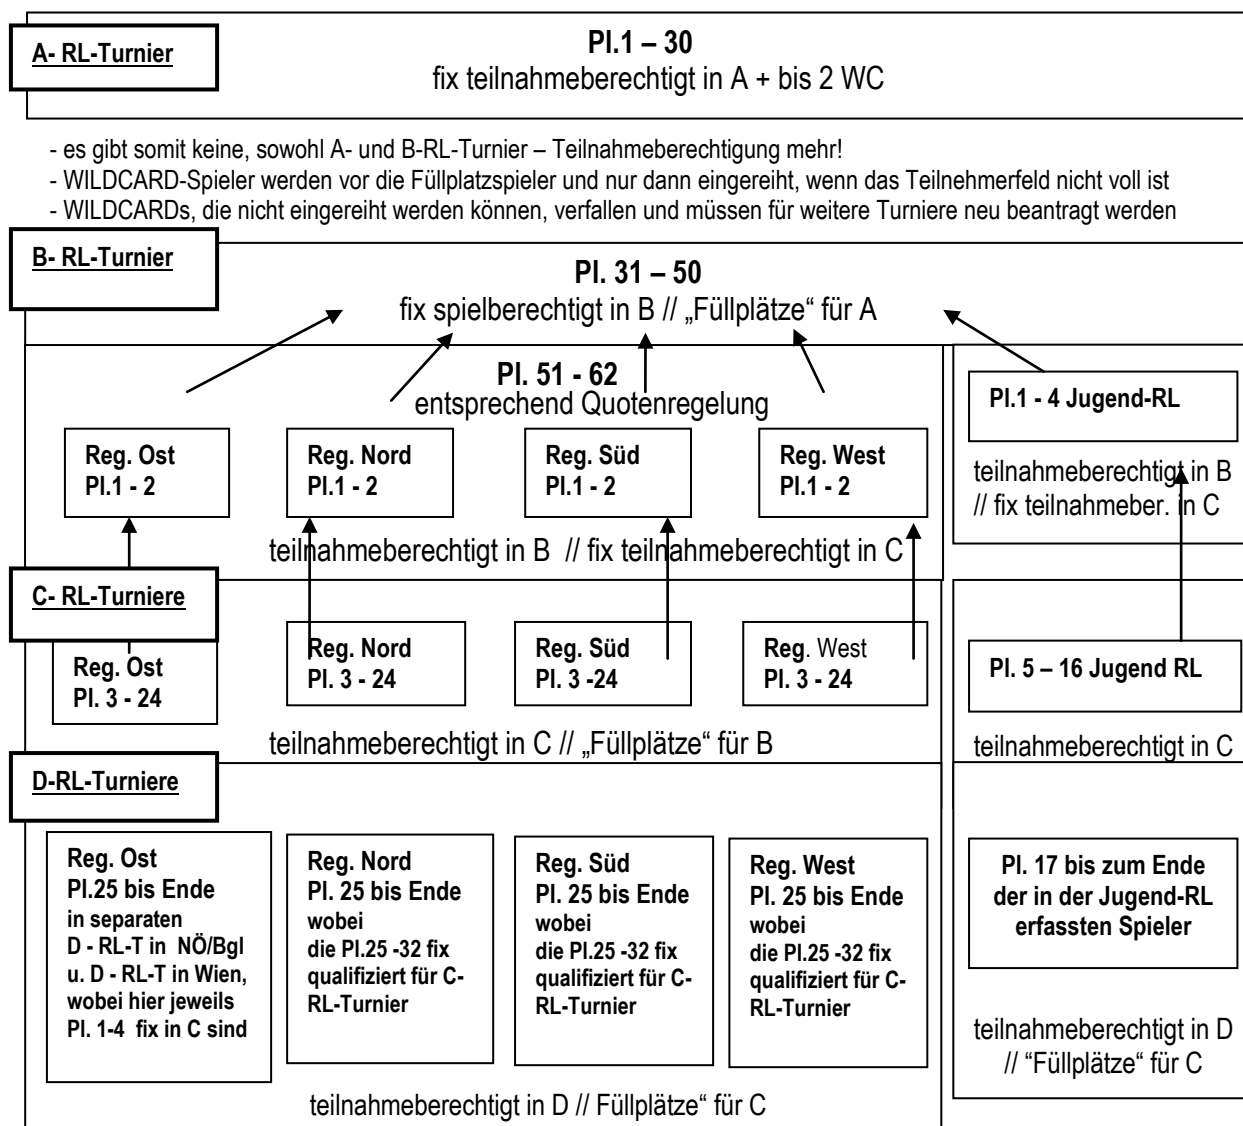 A- RL-Turnier
Pl.1 – 30
fix teilnahmeberechtigt in A + bis 2 WC
- es gibt somit keine, sowohl A- und B-RL-Turnier – Teilnahmeberechtigung mehr!
- WILDCARD-Spieler werden vor die Füllplatzspieler und nur dann eingereiht, wenn das Teilnehmerfeld nicht voll ist
- WILDCARDs, die nicht eingereiht werden können, verfallen und müssen für weitere Turniere neu beantragt werden
B- RL-Turnier
Pl. 31 – 50
fix spielberechtigt in B // „Füllplätze“ für A
Pl. 51 - 62
entsprechend Quotenregelung
Reg. Ost
Pl.1 - 2
Reg. Nord
Pl.1 - 2
Reg. Süd
Pl.1 - 2
Reg. West
Pl.1 - 2
teilnahmeberechtigt in B // fix teilnahmeberechtigt in C
Pl.1 - 4 Jugend-RL
teilnahmeberechtigt in B
// fix teilnahmeber. in C
C- RL-Turniere
Reg. Ost
Pl. 3 - 24
Reg. Nord
Pl. 3 - 24
Reg. Süd
Pl. 3 -24
Reg. West
Pl. 3 - 24
teilnahmeberechtigt in C // „Füllplätze“ für B
Pl. 5 – 16 Jugend RL
teilnahmeberechtigt in C
D-RL-Turniere
Reg. Ost
Pl.25 bis Ende
in separaten
D - RL-T in NÖ/Bgl
u. D - RL-T in Wien,
wobei hier jeweils
Pl. 1-4 fix in C sind
Reg. Nord
Pl. 25 bis Ende
wobei
die Pl.25 -32 fix
qualifiziert für C-
RL-Turnier
Reg. Süd
Pl. 25 bis Ende
wobei
die Pl.25 -32 fix
qualifiziert für C-
RL-Turnier
Reg. West
Pl. 25 bis Ende
wobei
die Pl.25 -32 fix
qualifiziert für C-
RL-Turnier
teilnahmeberechtigt in D // Füllplätze“ für C
Pl. 17 bis zum Ende
der in der Jugend-RL
erfassten Spieler
teilnahmeberechtigt in D
// “Füllplätze“ für C